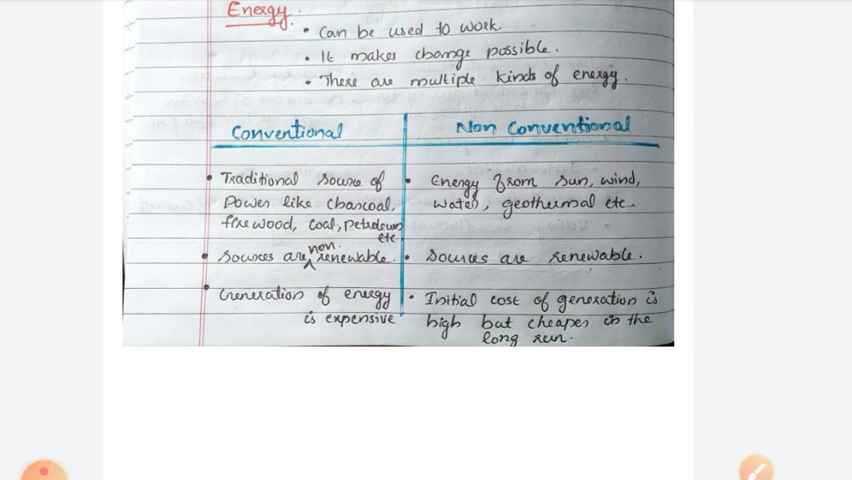 Energy.
• Can be used to work.
• It makes change possible.
• There are multiple kinds of energy.
Conventional
Non Conventional
• Traditional source of
Power like charcoal,
fire wood, coal, petroleum
etc
• Sources are non renewable.
• Generation of energy
is expensive
• Energy from sun, wind,
water, geothermal etc.
• Sources are renewable.
• Initial cost of generation is
high but cheaper in the
long run.